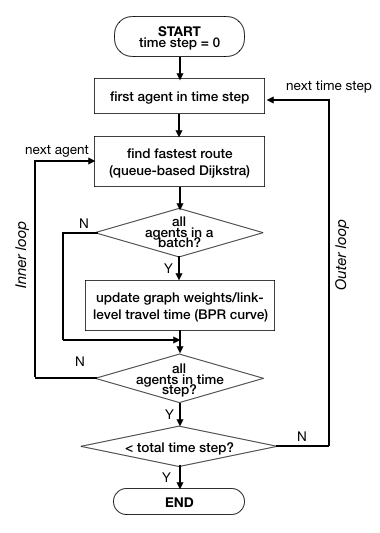 START
time step = 0
next time step
first agent in time step
next agent
find fastest route
(queue-based Dijkstra)
N
all
agents in a
batch?
Inner loop
Outer loop
Y
update graph weights/link-
level travel time (BPR curve)
N
all
agents in time
step?
Y
< total time step?
N
Y
END